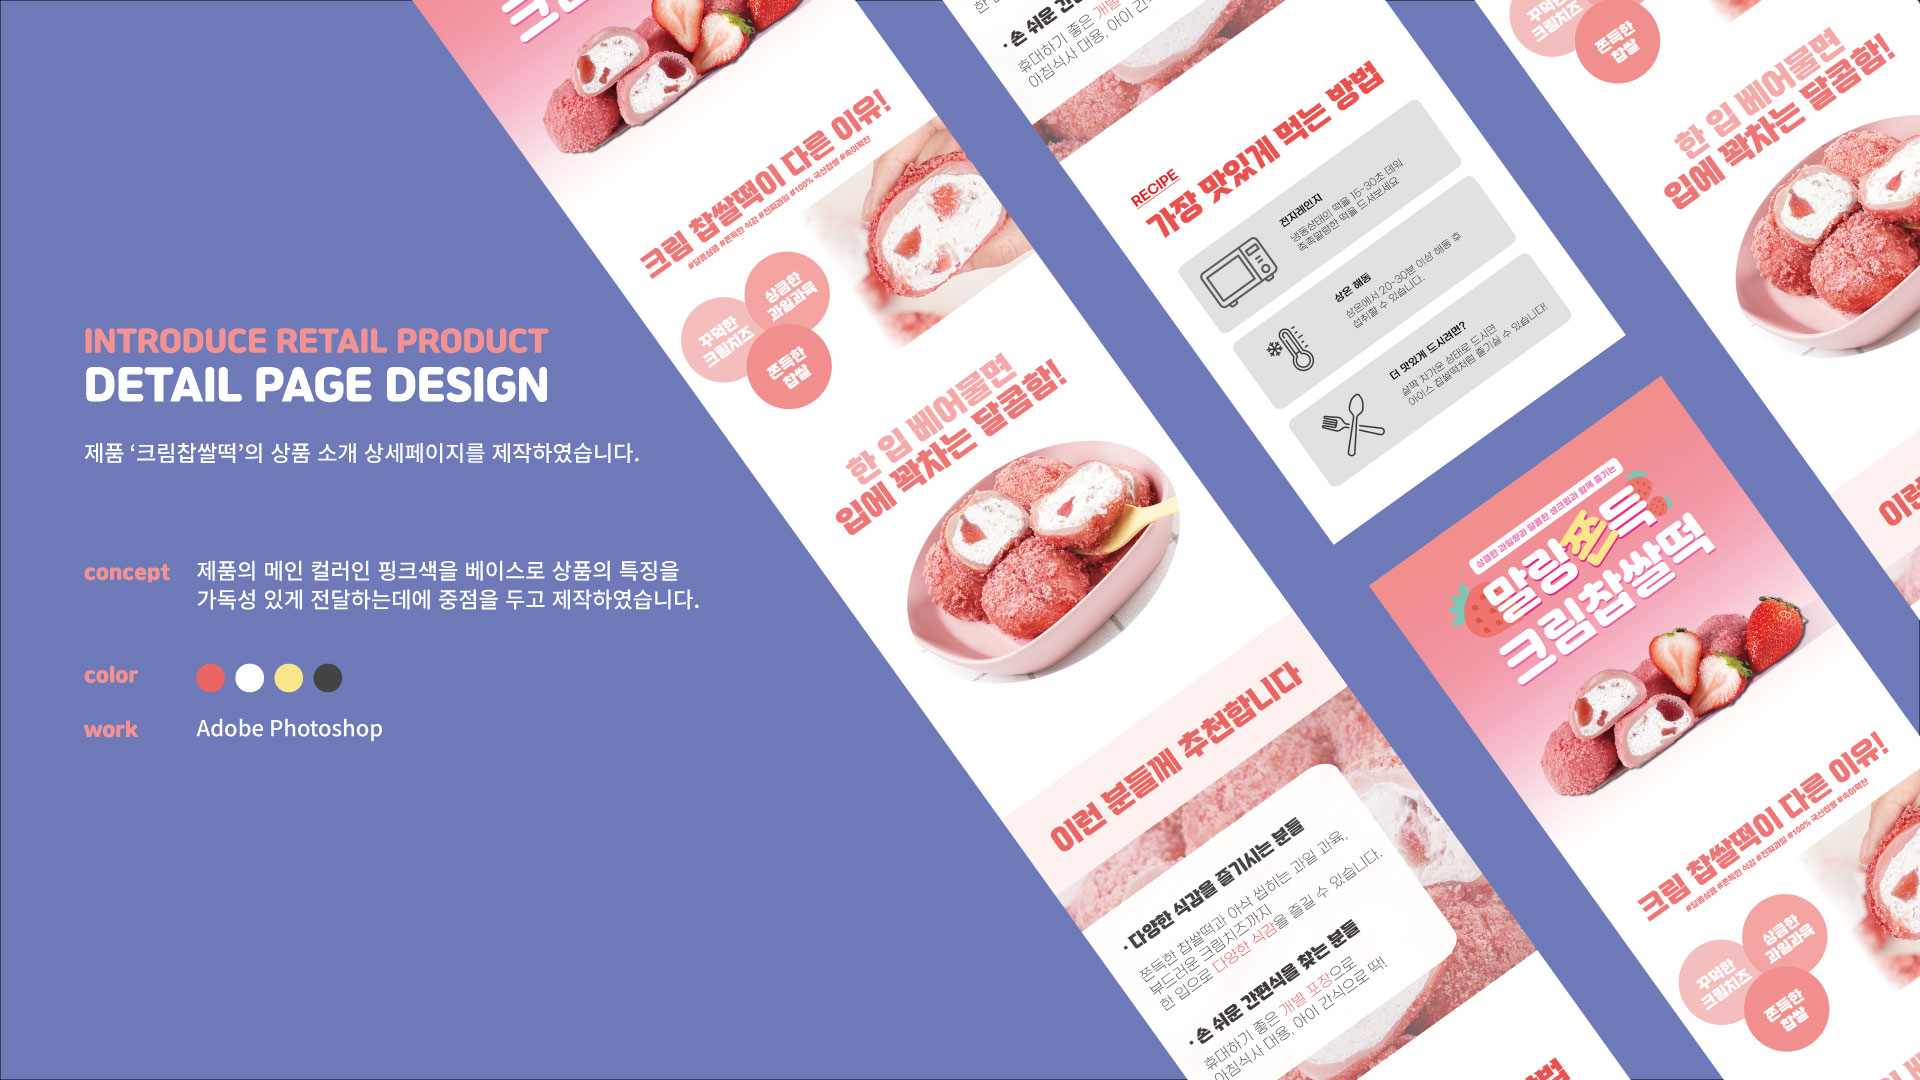 INTRODUCE RETAIL PRODUCT
DETAIL PAGE DESIGN
제품 ‘크림찹쌀떡’의 상품 소개 상세페이지를 제작하였습니다.
concept
제품의 메인 컬러인 핑크색을 베이스로 상품의 특징을
가독성 있게 전달하는데에 중점을 두고 제작하였습니다.
color
work
Adobe Photoshop
크림 찹쌀떡이 다른 이유!
#달콤상큼 #쫀득한 식감 #진짜과일 #100% 국산찹쌀 #속이꽉찬
상큼한
과일과육
꾸덕한
크림치즈
쫀득한
찹쌀
한 입 베어물면
입에 꽉차는 달콤함!
이런 분들께 추천합니다
· 다양한 식감을 즐기시는 분들
쫀득한 찹쌀떡과 아삭 씹히는 과일 과육,
부드러운 크림치즈까지
한 입으로 다양한 식감을 즐길 수 있습니다.
· 손 쉬운 간편식을 찾는 분들
휴대하기 좋은 개별 포장으로
아침식사 대용, 아이 간식으로 딱!
· 손 쉬운 간
휴대하기 좋은 개별
아침식사 대용, 아이 간
RECIPE
가장 맛있게 먹는 방법
전자레인지
냉동상태의 떡을 15~30초 데워
촉촉말랑한 떡을 드셔보세요
상온 해동
상온에서 20~30분 이상 해동 후
섭취할 수 있습니다.
더 맛있게 드시려면?
살짝 차가운 상태로 드시면
아이스 찹쌀떡처럼 즐기실 수 있습니다!
상큼한 과일향과 달콤한 생크림과 함께 즐기는
말랑쫀득
크림찹쌀떡
크림 찹쌀떡이 다른 이유!
#달콤상큼 #쫀득한 식감 #진짜과일 #100% 국산찹쌀 #속이꽉찬
상큼한
과일과육
꾸덕한
크림치즈
쫀득한
찹쌀
꾸덕한
크림치즈
쫀득한
찹쌀
한 입 베어물면
입에 꽉차는 달콤함!
이런